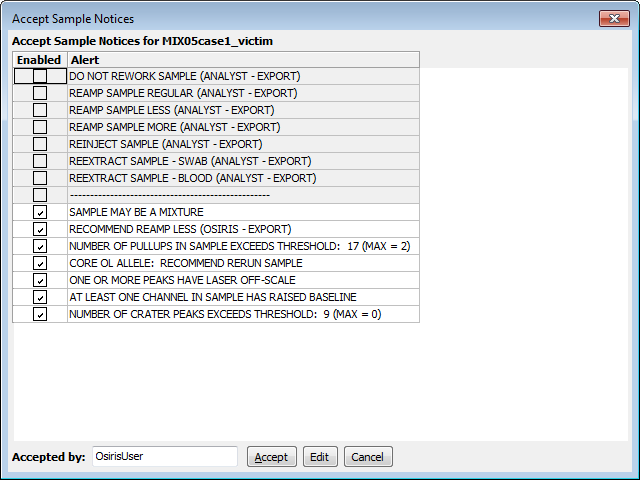 Accept Sample Notices
Accept Sample Notices for MIX05case1_victim
Enabled Alert
DO NOT REWORK SAMPLE (ANALYST - EXPORT)
REAMP SAMPLE REGULAR (ANALYST - EXPORT)
REAMP SAMPLE LESS (ANALYST - EXPORT)
REAMP SAMPLE MORE (ANALYST - EXPORT)
REINJECT SAMPLE (ANALYST - EXPORT)
REEXTRACT SAMPLE - SWAB (ANALYST - EXPORT)
REEXTRACT SAMPLE - BLOOD (ANALYST - EXPORT)
--------------------------------------------------
SAMPLE MAY BE A MIXTURE
RECOMMEND REAMP LESS (OSIRIS - EXPORT)
NUMBER OF PULLUPS IN SAMPLE EXCEEDS THRESHOLD: 17 (MAX = 2)
CORE OL ALLELE: RECOMMEND RERUN SAMPLE
ONE OR MORE PEAKS HAVE LASER OFF-SCALE
AT LEAST ONE CHANNEL IN SAMPLE HAS RAISED BASELINE
NUMBER OF CRATER PEAKS EXCEEDS THRESHOLD: 9 (MAX = 0)
Accepted by: OsirisUser Accept Edit Cancel